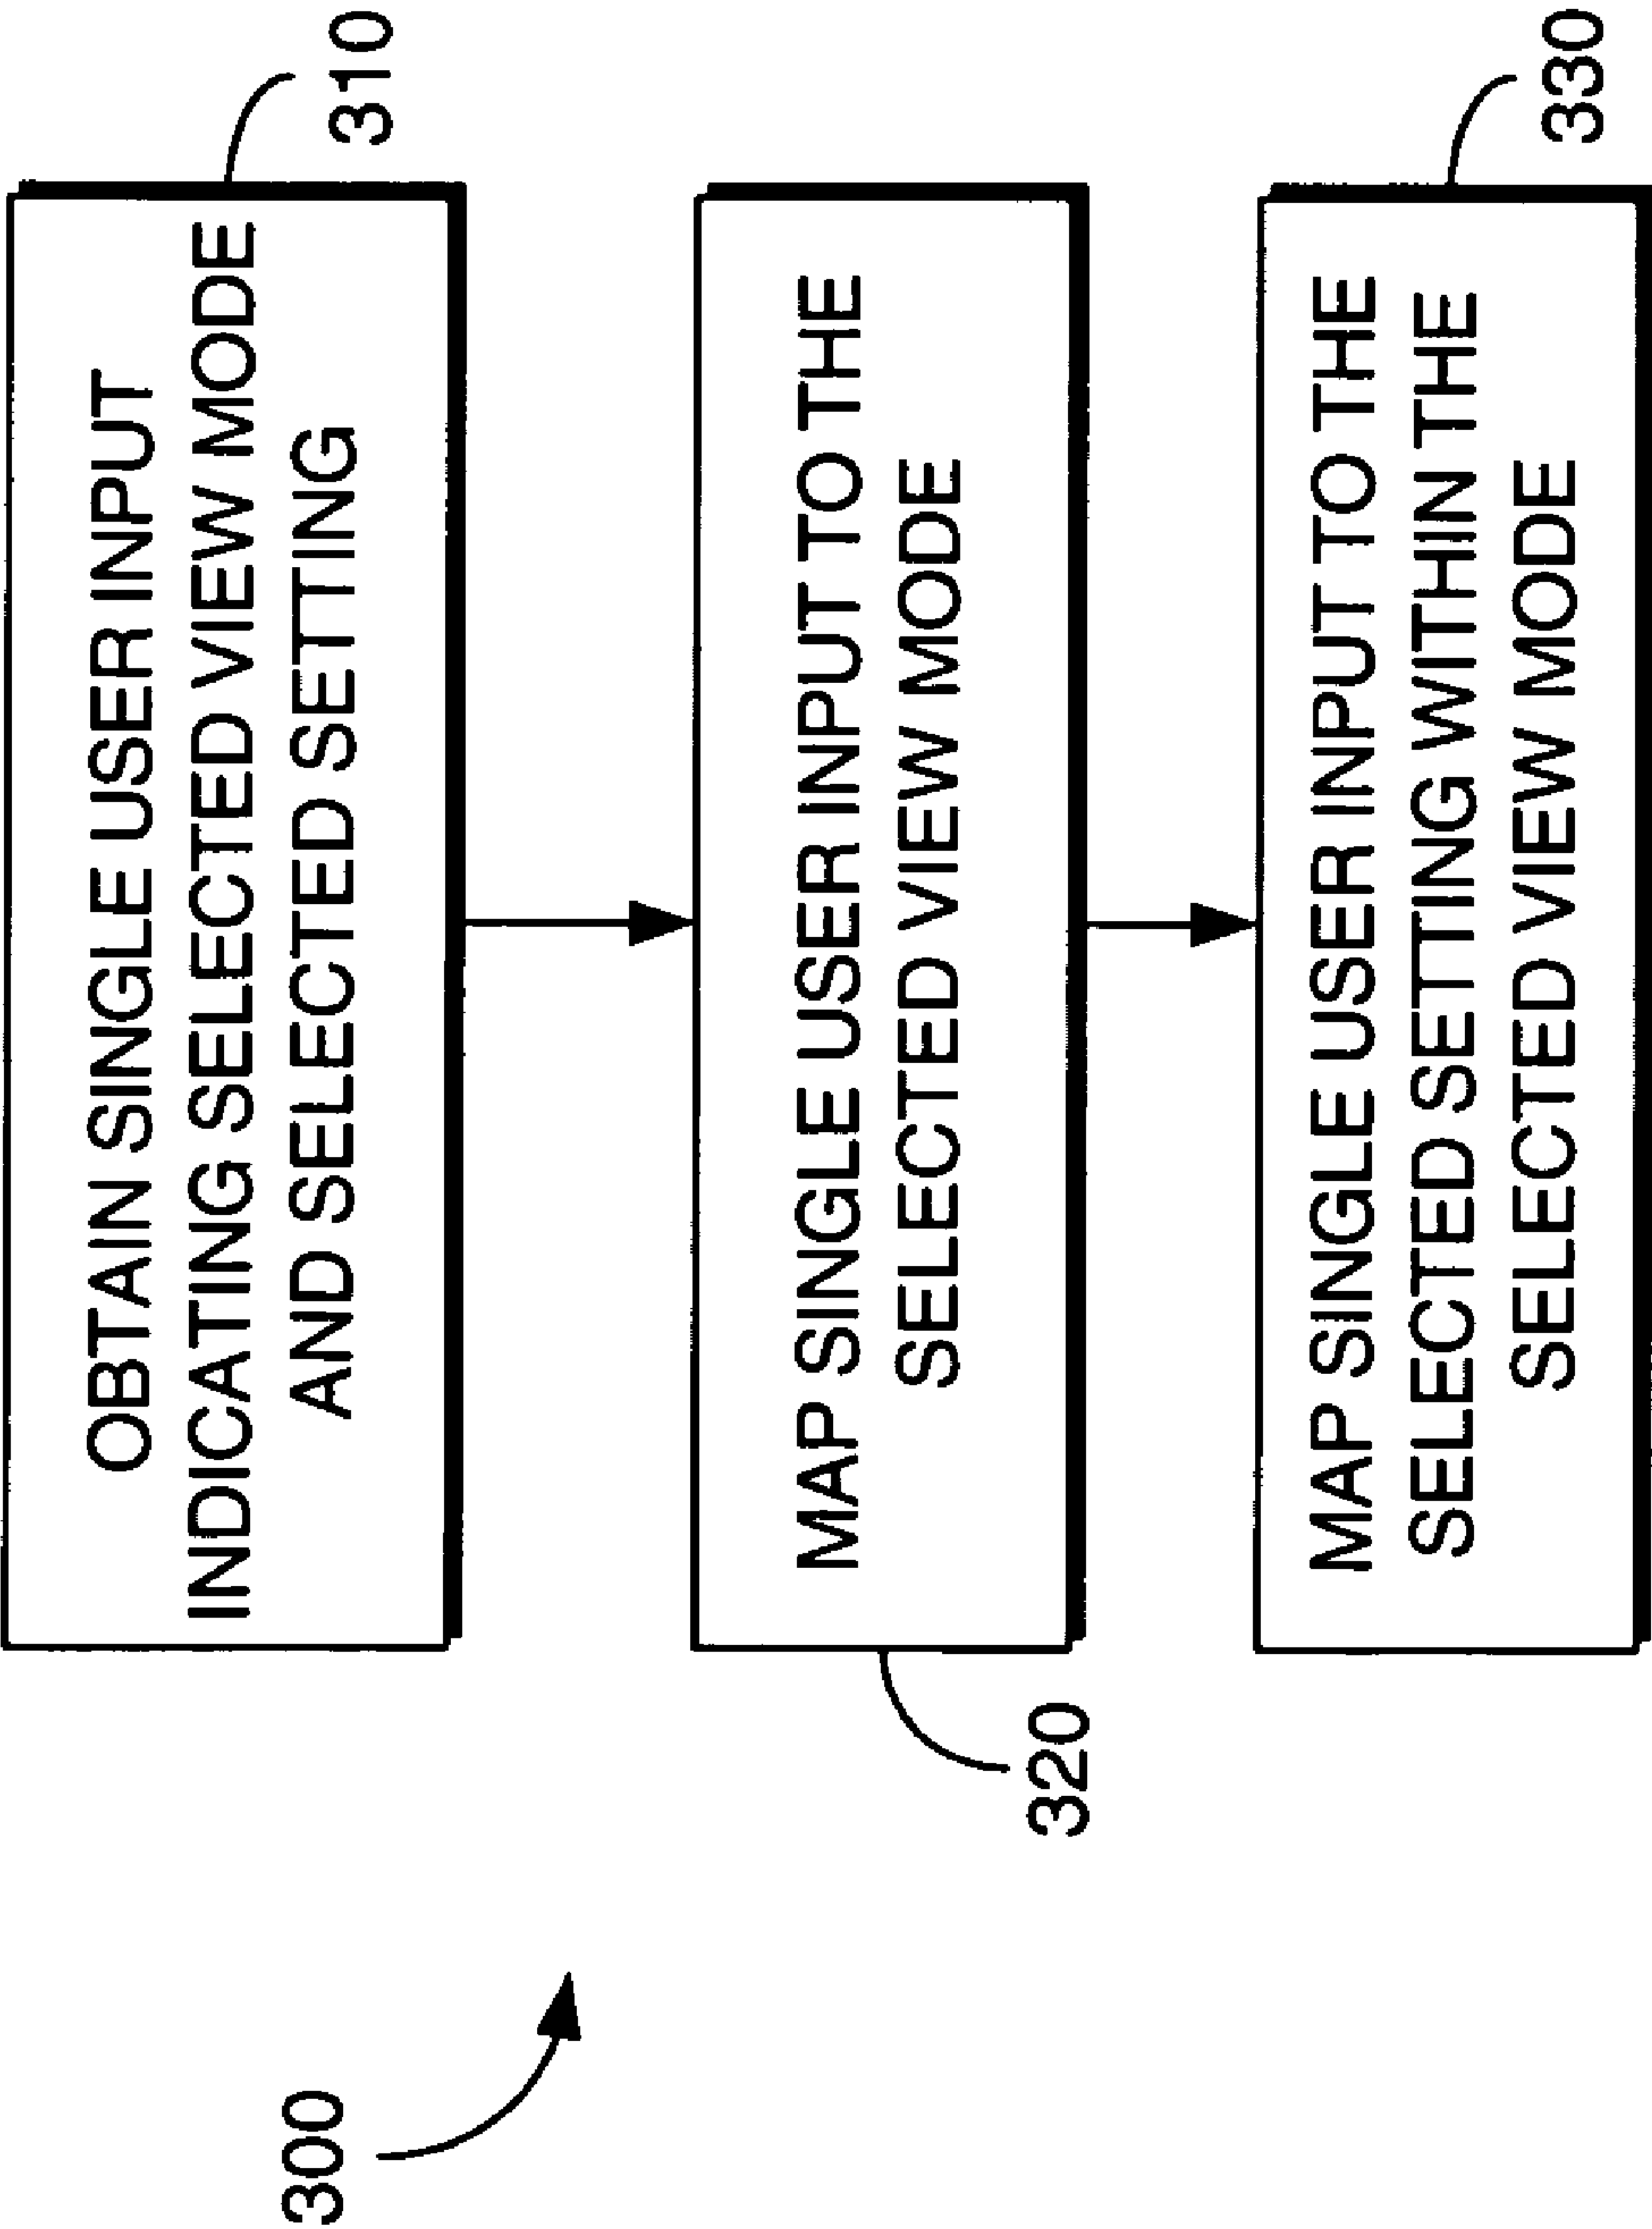 300
OBTAIN SINGLE USER INPUT
INDICATING SELECTED VIEW MODE
AND SELECTED SETTING
310
MAP SINGLE USER INPUT TO THE
SELECTED VIEW MODE
320
MAP SINGLE USER INPUT TO THE
SELECTED SETTING WITHIN THE
SELECTED VIEW MODE
330